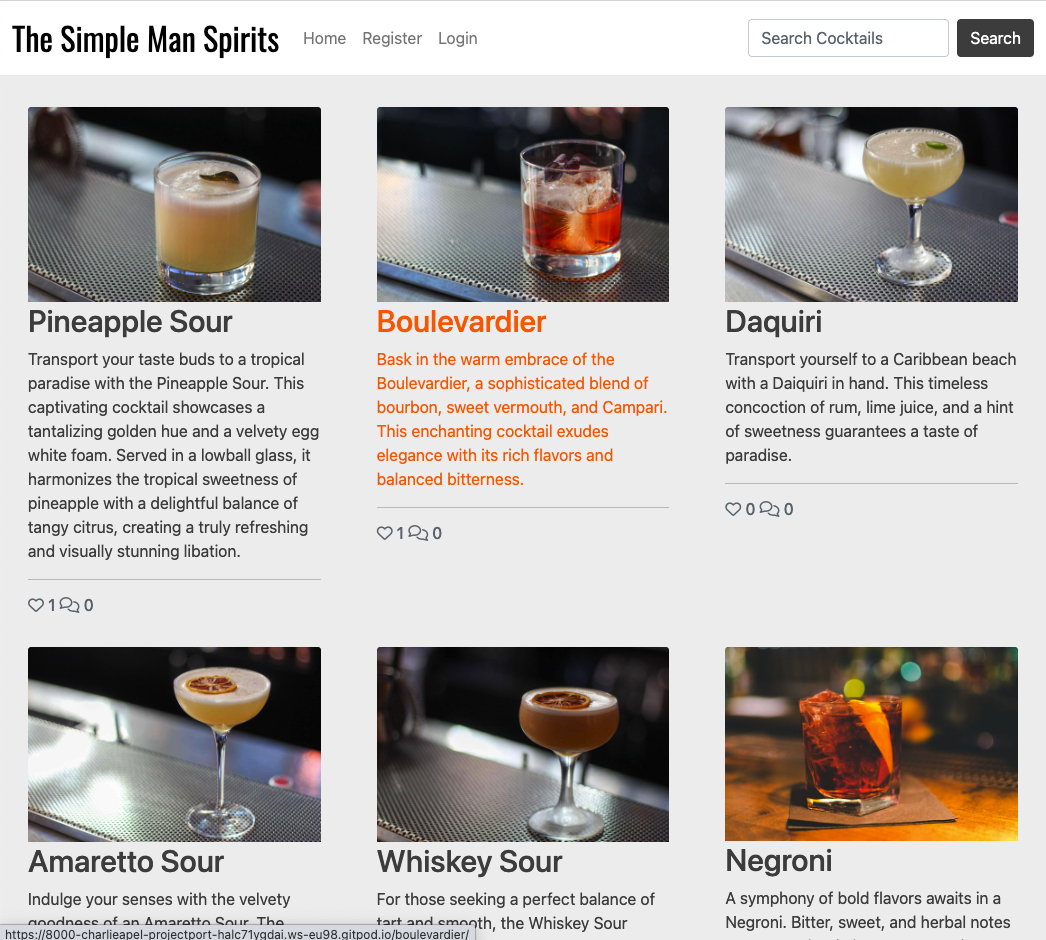 The Simple Man Spirits Home Register Login Search Cocktails Search
Pineapple Sour
Transport your taste buds to a tropical
paradise with the Pineapple Sour. This
captivating cocktail showcases a
tantalizing golden hue and a velvety egg
white foam. Served in a lowball glass, it
harmonizes the tropical sweetness of
pineapple with a delightful balance of
tangy citrus, creating a truly refreshing
and visually stunning libation.
1 0
Boulevardier
Bask in the warm embrace of the
Boulevardier, a sophisticated blend of
bourbon, sweet vermouth, and Campari.
This enchanting cocktail exudes
elegance with its rich flavors and
balanced bitterness.
1 0
Daquiri
Transport yourself to a Caribbean beach
with a Daiquiri in hand. This timeless
concoction of rum, lime juice, and a hint
of sweetness guarantees a taste of
paradise.
0 0
Amaretto Sour
Indulge your senses with the velvety
goodness of an Amaretto Sour. The
Whiskey Sour
For those seeking a perfect balance of
tart and smooth, the Whiskey Sour
Negroni
A symphony of bold flavors awaits in a
Negroni. Bitter, sweet, and herbal notes
https://8000-charlieapel-projectport-halc71ygdai.ws-eu98.gitpod.io/boulevardier/